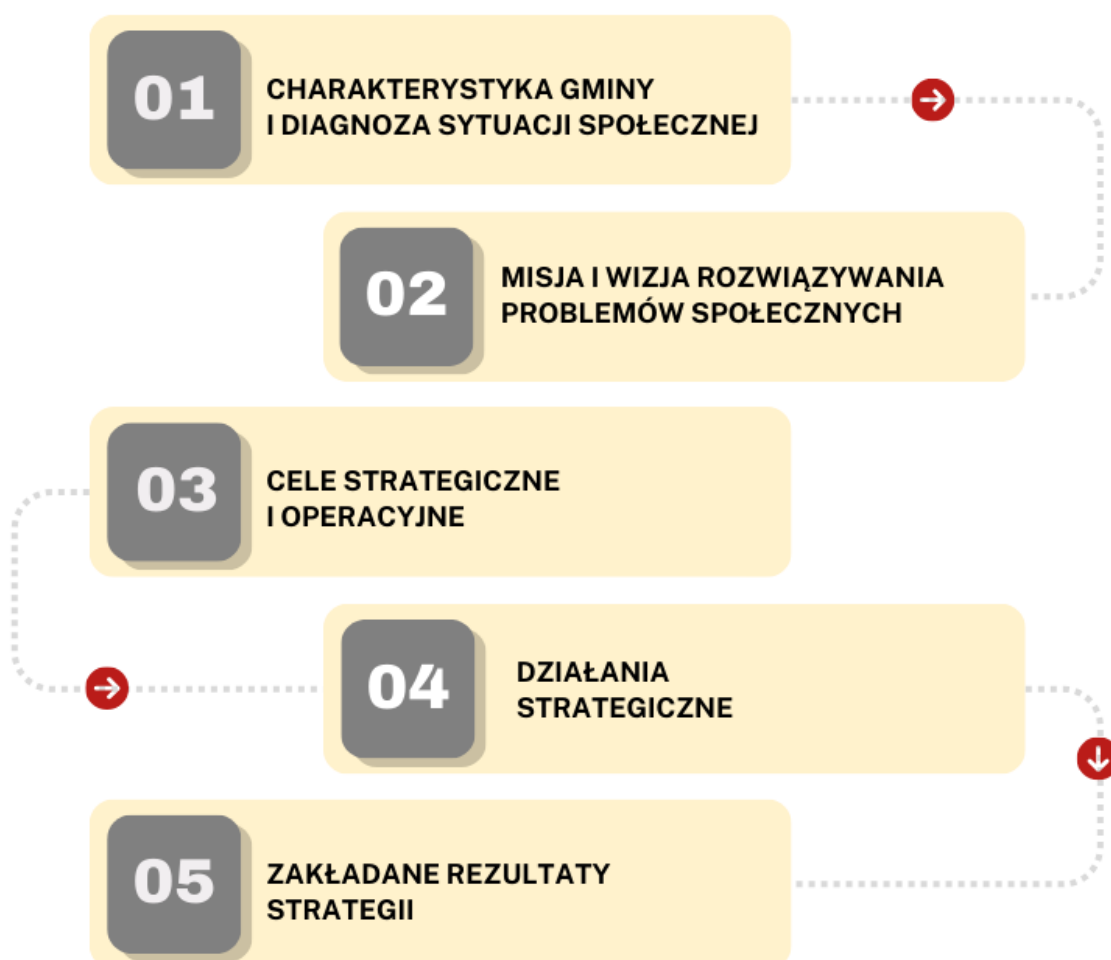 01
CHARAKTERYSTYKA GMINY
I DIAGNOZA SYTUACJI SPOŁECZNEJ
02
MISJA I WIZJA ROZWIĄZYWANIA
PROBLEMÓW SPOŁECZNYCH
03
CELE STRATEGICZNE
I OPERACYJNE
04
DZIAŁANIA
STRATEGICZNE
05
ZAKŁADANE REZULTATY
STRATEGII